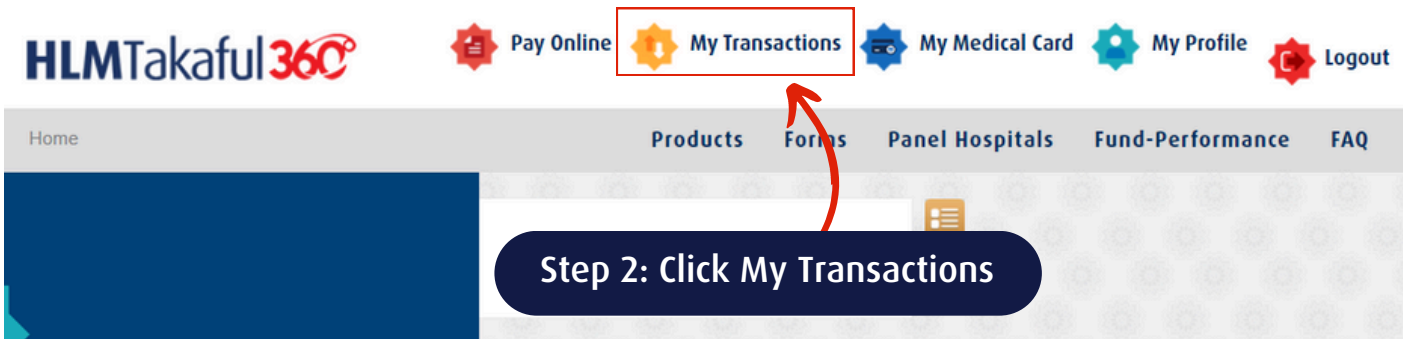 HLMTakaful360°
Pay Online
My Transactions
My Medical Card
My Profile
Logout
Home
Products
Forms
Panel Hospitals
Fund-Performance
FAQ
Step 2: Click My Transactions